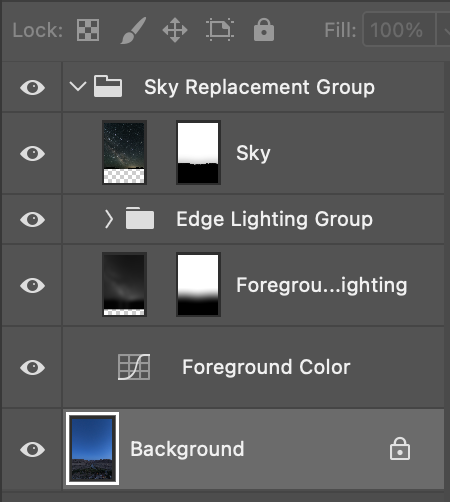 Lock: Fill: 100%
Sky Replacement Group
Sky
Edge Lighting Group
Foregrou...ighting
Foreground Color
Background